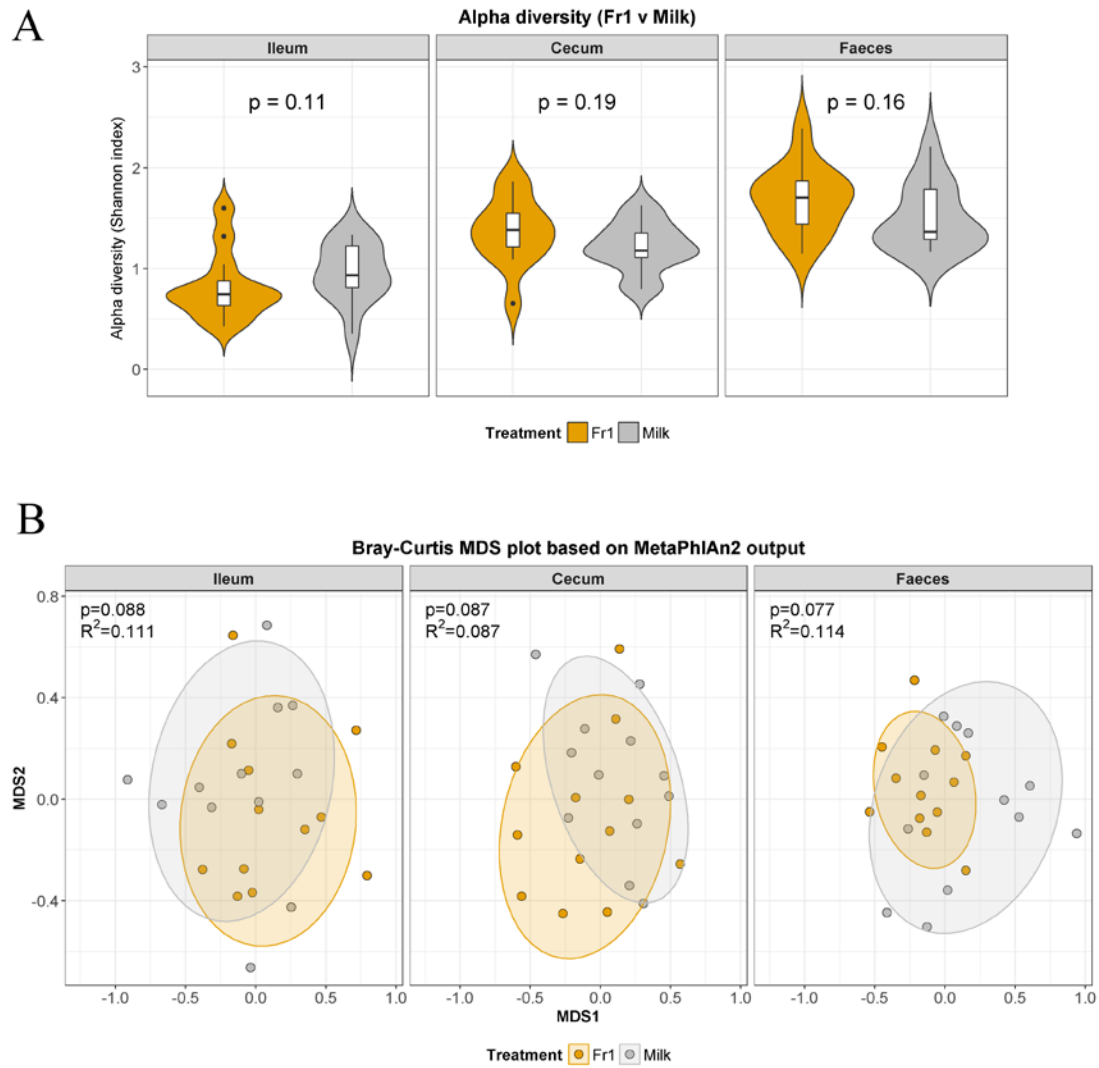 A
Alpha diversity (Fr1 v Milk)
Ileum Cecum Faeces
p = 0.11 p = 0.19 p = 0.16
Alpha diversity (Shannon index)
3
2
1
0
Treatment Fr1 Milk
B
Bray-Curtis MDS plot based on MetaPhlAn2 output
Ileum Cecum Faeces
p=0.088 p=0.087 p=0.077
R²=0.111 R²=0.087 R²=0.114
MDS2
0.8
0.4
0.0
-0.4
-1.0 -0.5 0.0 0.5 1.0 -1.0 -0.5 0.0 0.5 1.0 -1.0 -0.5 0.0 0.5 1.0
MDS1
Treatment Fr1 Milk